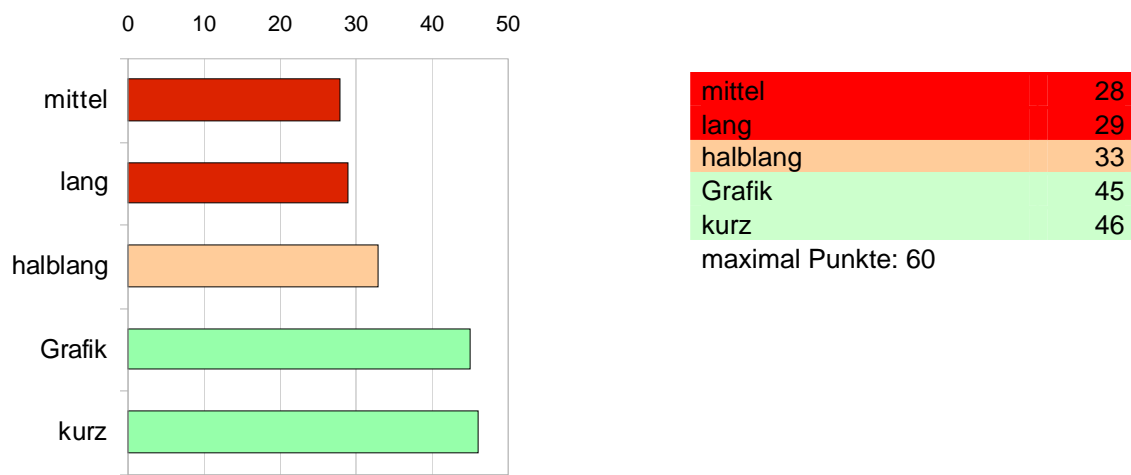 0 10 20 30 40 50
mittel
lang
halblang
Grafik
kurz
mittel 28
lang 29
halblang 33
Grafik 45
kurz 46
maximal Punkte: 60